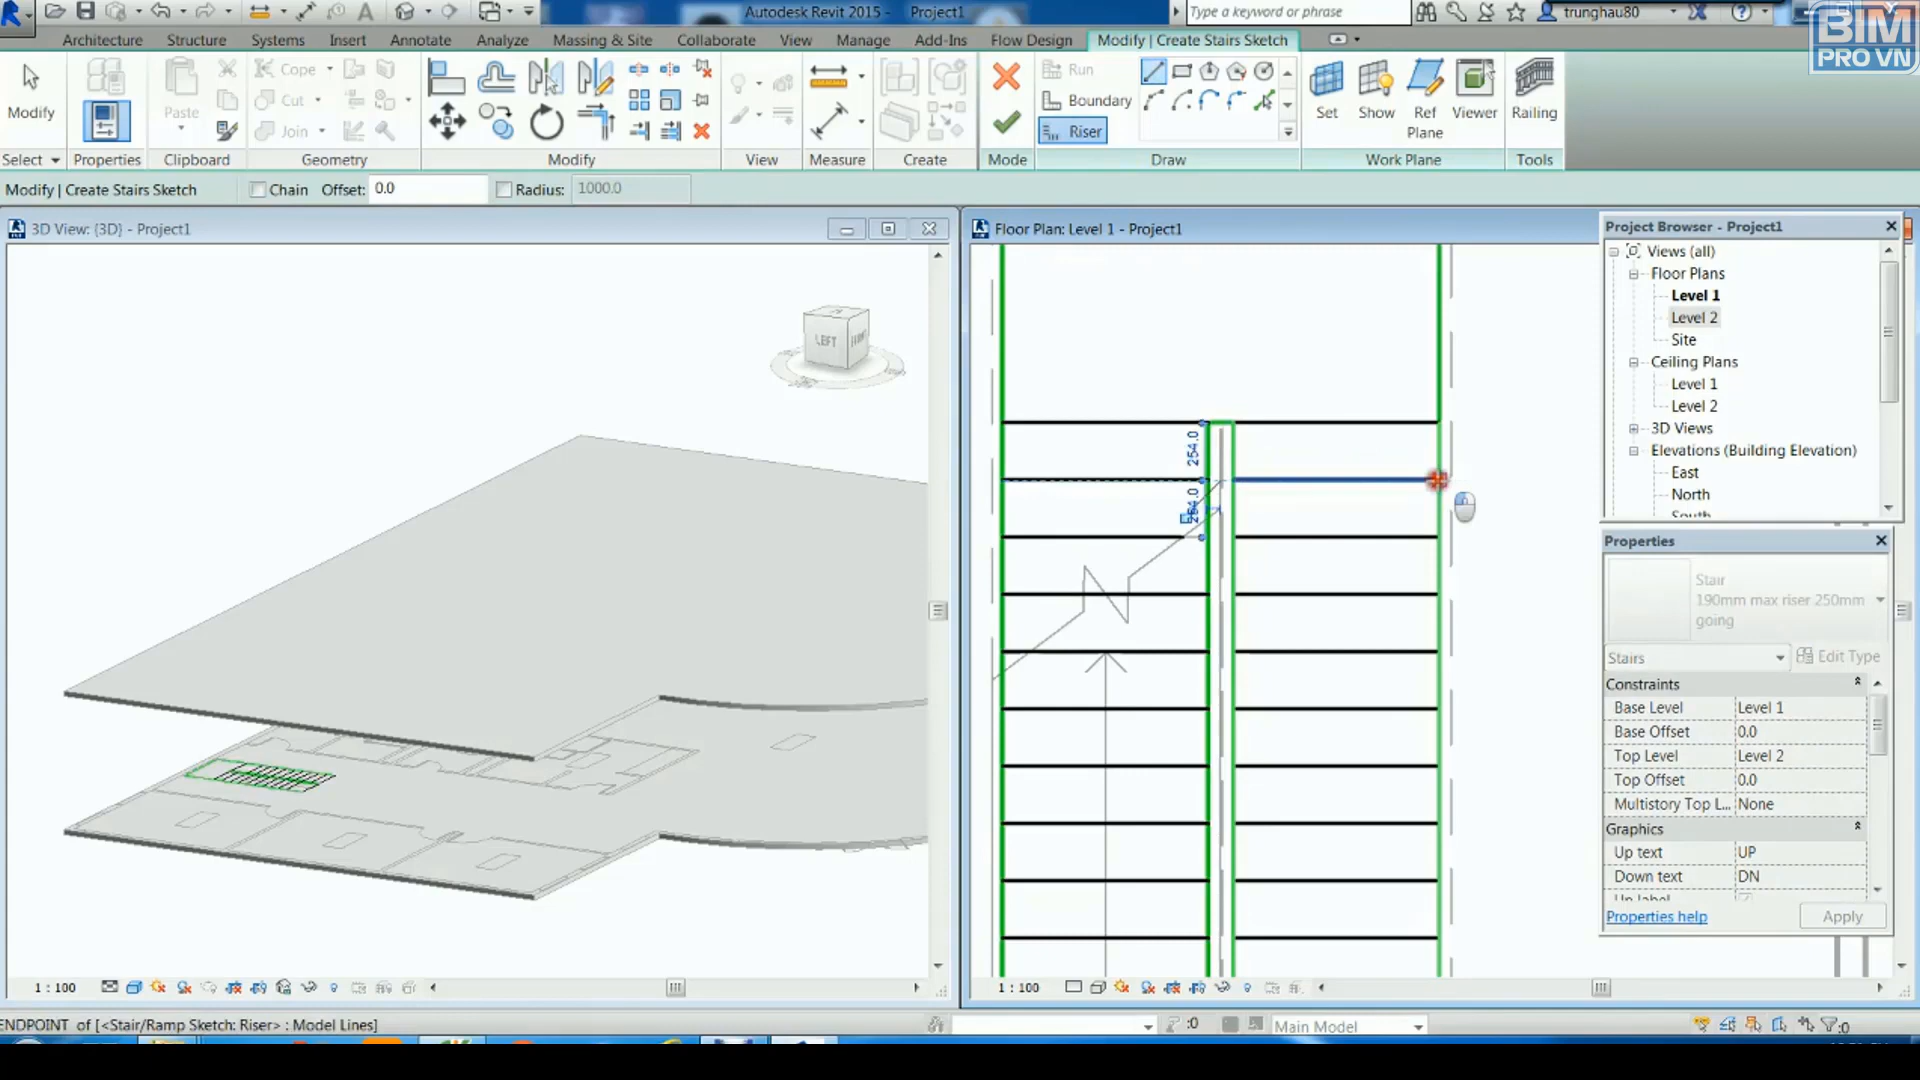 Autodesk Revit 2015 - Project1
Type a keyword or phrase
trunghau80
BIM
PRO VN
Architecture Structure Systems Insert Annotate Analyze Massing & Site Collaborate View Manage Add-Ins Flow Design Modify | Create Stairs Sketch
Modify
Paste
Cope
Cut
Join
Run
Boundary
Riser
Set
Show
Ref Plane
Viewer
Railing
Select Properties Clipboard Geometry Modify View Measure Create Mode Draw Work Plane Tools
Modify | Create Stairs Sketch Chain Offset: 0.0 Radius: 1000.0
3D View: {3D} - Project1
LEFT
Floor Plan: Level 1 - Project1
254.0
254.0
Project Browser - Project1
Views (all)
Floor Plans
Level 1
Level 2
Site
Ceiling Plans
Level 1
Level 2
3D Views
Elevations (Building Elevation)
East
North
South
Properties
Stair
190mm max riser 250mm
going
Stairs Edit Type
Constraints
Base Level Level 1
Base Offset 0.0
Top Level Level 2
Top Offset 0.0
Multistory Top L... None
Graphics
Up text UP
Down text DN
Up label
Properties help Apply
1 : 100
1 : 100
ENDPOINT of [<Stair/Ramp Sketch: Riser> : Model Lines]
:0
Main Model
:0